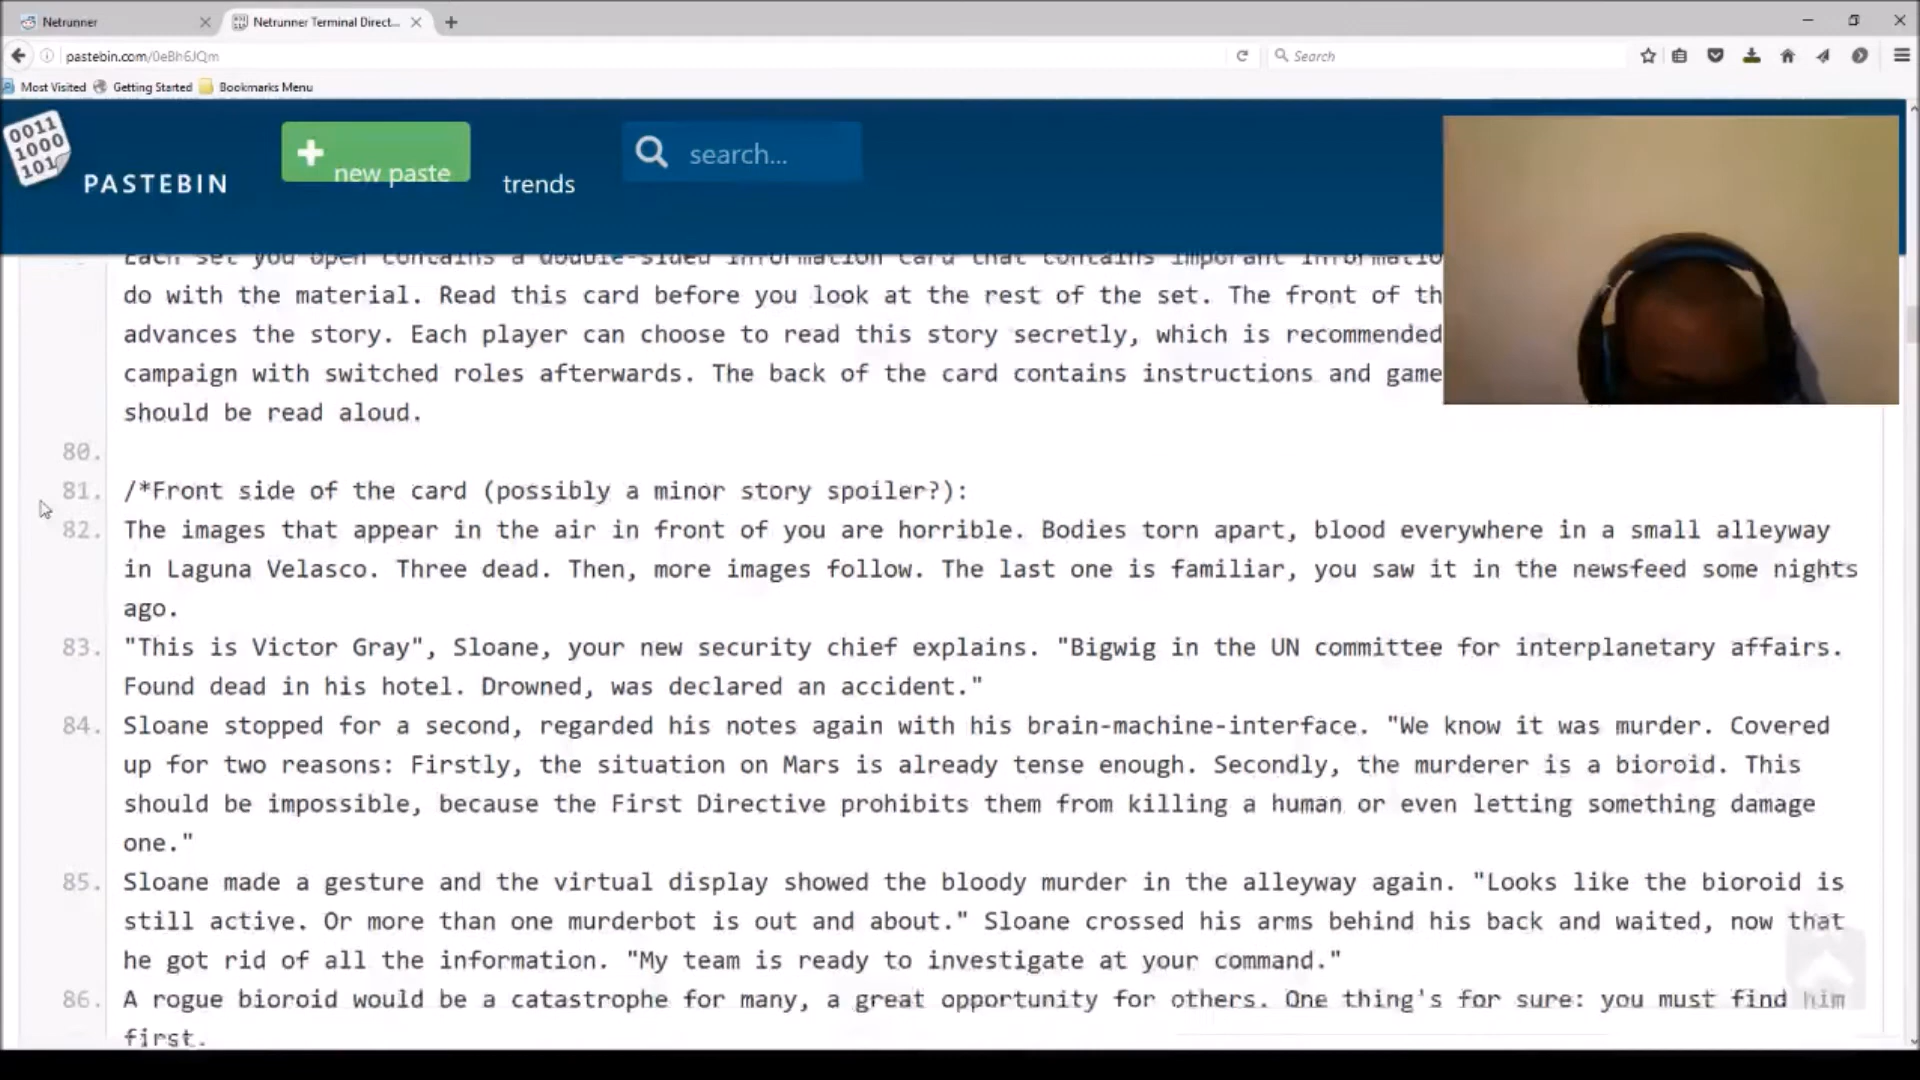 Netrunner
Netrunner Terminal Direct...
pastebin.com/0eBh6JQm
Search
Most Visited
Getting Started
Bookmarks Menu
0011
1000
101
PASTEBIN
new paste
trends
search...
Each set you open contains a double-sided information card that contains important informatio
do with the material. Read this card before you look at the rest of the set. The front of th
advances the story. Each player can choose to read this story secretly, which is recommended
campaign with switched roles afterwards. The back of the card contains instructions and game
should be read aloud.
80.
81. /*Front side of the card (possibly a minor story spoiler?):
82. The images that appear in the air in front of you are horrible. Bodies torn apart, blood everywhere in a small alleyway
in Laguna Velasco. Three dead. Then, more images follow. The last one is familiar, you saw it in the newsfeed some nights
ago.
83. "This is Victor Gray", Sloane, your new security chief explains. "Bigwig in the UN committee for interplanetary affairs.
Found dead in his hotel. Drowned, was declared an accident."
84. Sloane stopped for a second, regarded his notes again with his brain-machine-interface. "We know it was murder. Covered
up for two reasons: Firstly, the situation on Mars is already tense enough. Secondly, the murderer is a bioroid. This
should be impossible, because the First Directive prohibits them from killing a human or even letting something damage
one."
85. Sloane made a gesture and the virtual display showed the bloody murder in the alleyway again. "Looks like the bioroid is
still active. Or more than one murderbot is out and about." Sloane crossed his arms behind his back and waited, now that
he got rid of all the information. "My team is ready to investigate at your command."
86. A rogue bioroid would be a catastrophe for many, a great opportunity for others. One thing's for sure: you must find him
first.